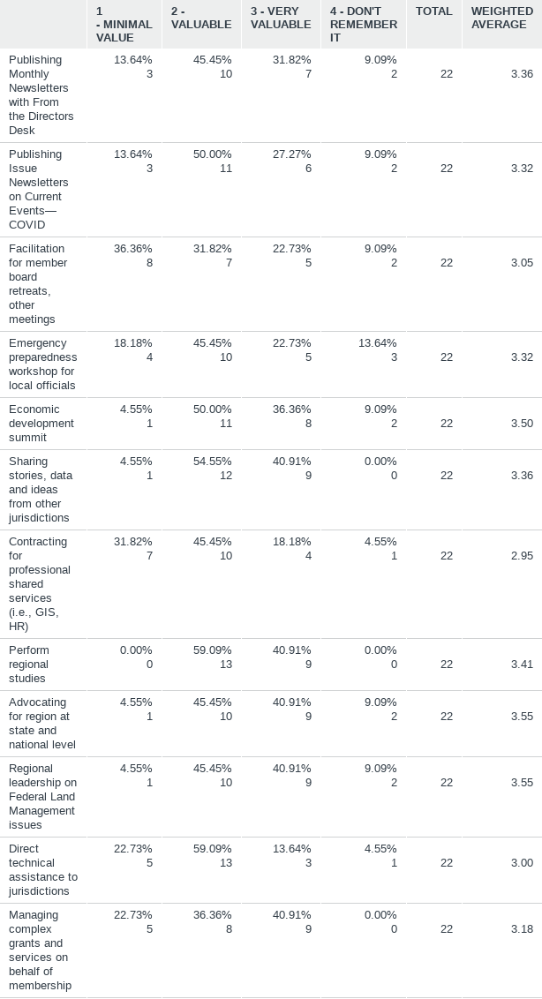 1 - MINIMAL VALUE	2 - VALUABLE	3 - VERY VALUABLE	4 - DON'T REMEMBER IT	TOTAL	WEIGHTED AVERAGE
Publishing	13.64%	45.45%	31.82%	9.09%
Monthly	3	10	7	2	22	3.36
Newsletters
with From
the Directors
Desk
Publishing	13.64%	50.00%	27.27%	9.09%
Issue	3	11	6	2	22	3.32
Newsletters
on Current
Events—
COVID
Facilitation	36.36%	31.82%	22.73%	9.09%
for member	8	7	5	2	22	3.05
board
retreats,
other
meetings
Emergency	18.18%	45.45%	22.73%	13.64%
preparedness	4	10	5	3	22	3.32
workshop for
local officials
Economic	4.55%	50.00%	36.36%	9.09%
development	1	11	8	2	22	3.50
summit
Sharing	4.55%	54.55%	40.91%	0.00%
stories, data	1	12	9	0	22	3.36
and ideas
from other
jurisdictions
Contracting	31.82%	45.45%	18.18%	4.55%
for	7	10	4	1	22	2.95
professional
shared
services
(i.e., GIS,
HR)
Perform	0.00%	59.09%	40.91%	0.00%
regional	0	13	9	0	22	3.41
studies
Advocating	4.55%	45.45%	40.91%	9.09%
for region at	1	10	9	2	22	3.55
state and
national level
Regional	4.55%	45.45%	40.91%	9.09%
leadership on	1	10	9	2	22	3.55
Federal Land
Management
issues
Direct	22.73%	59.09%	13.64%	4.55%
technical	5	13	3	1	22	3.00
assistance to
jurisdictions
Managing	22.73%	36.36%	40.91%	0.00%
complex	5	8	9	0	22	3.18
grants and
services on
behalf of
membership